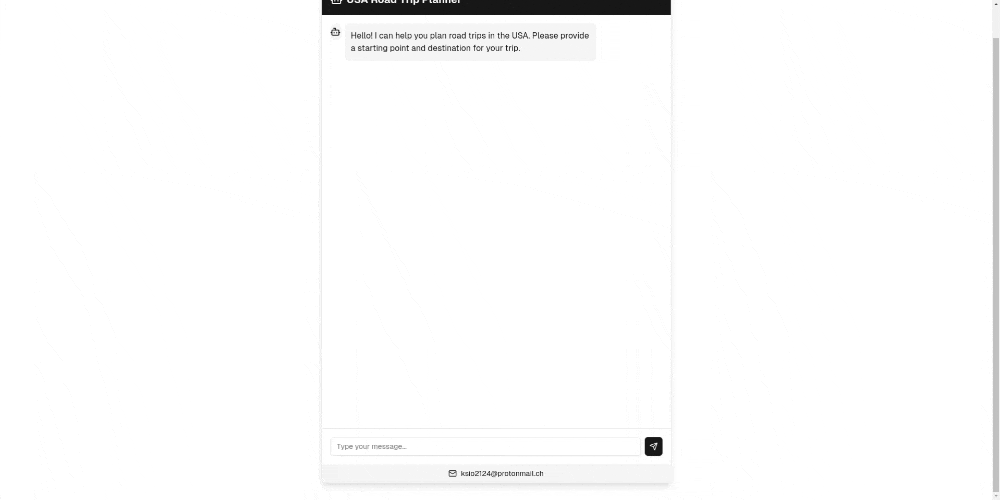 USA Road Trip Planner
Hello! I can help you plan road trips in the USA. Please provide
a starting point and destination for your trip.
Type your message...
ksio2124@protonmail.ch